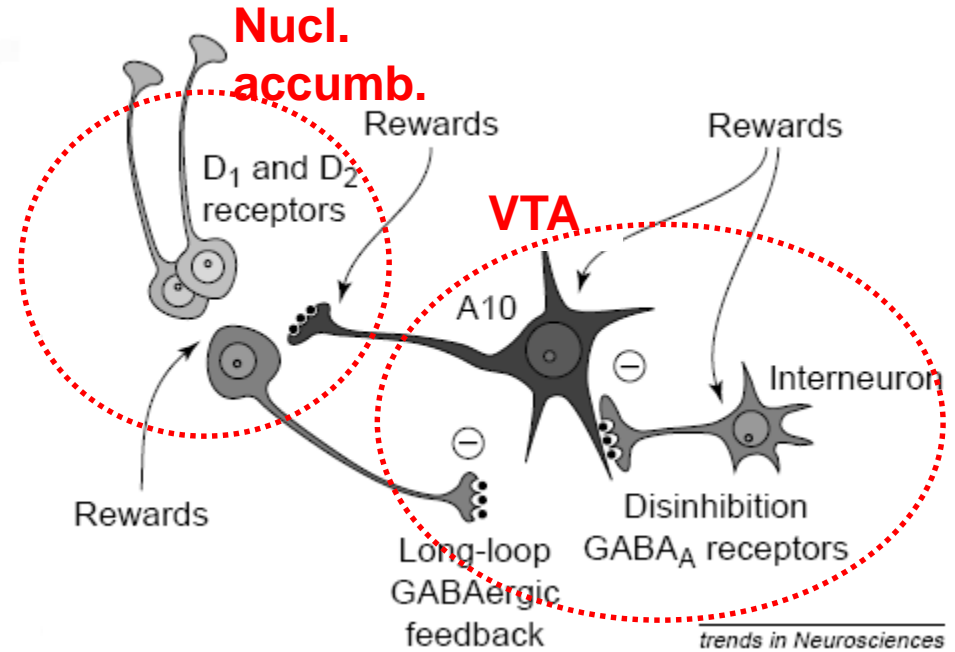 Nucl.
accumb.
Rewards
Rewards
D1 and D2
receptors
VTA
A10
−
Interneuron
−
Rewards
Disinhibition
GABAA receptors
Long-loop
GABAergic
feedback
trends in Neurosciences